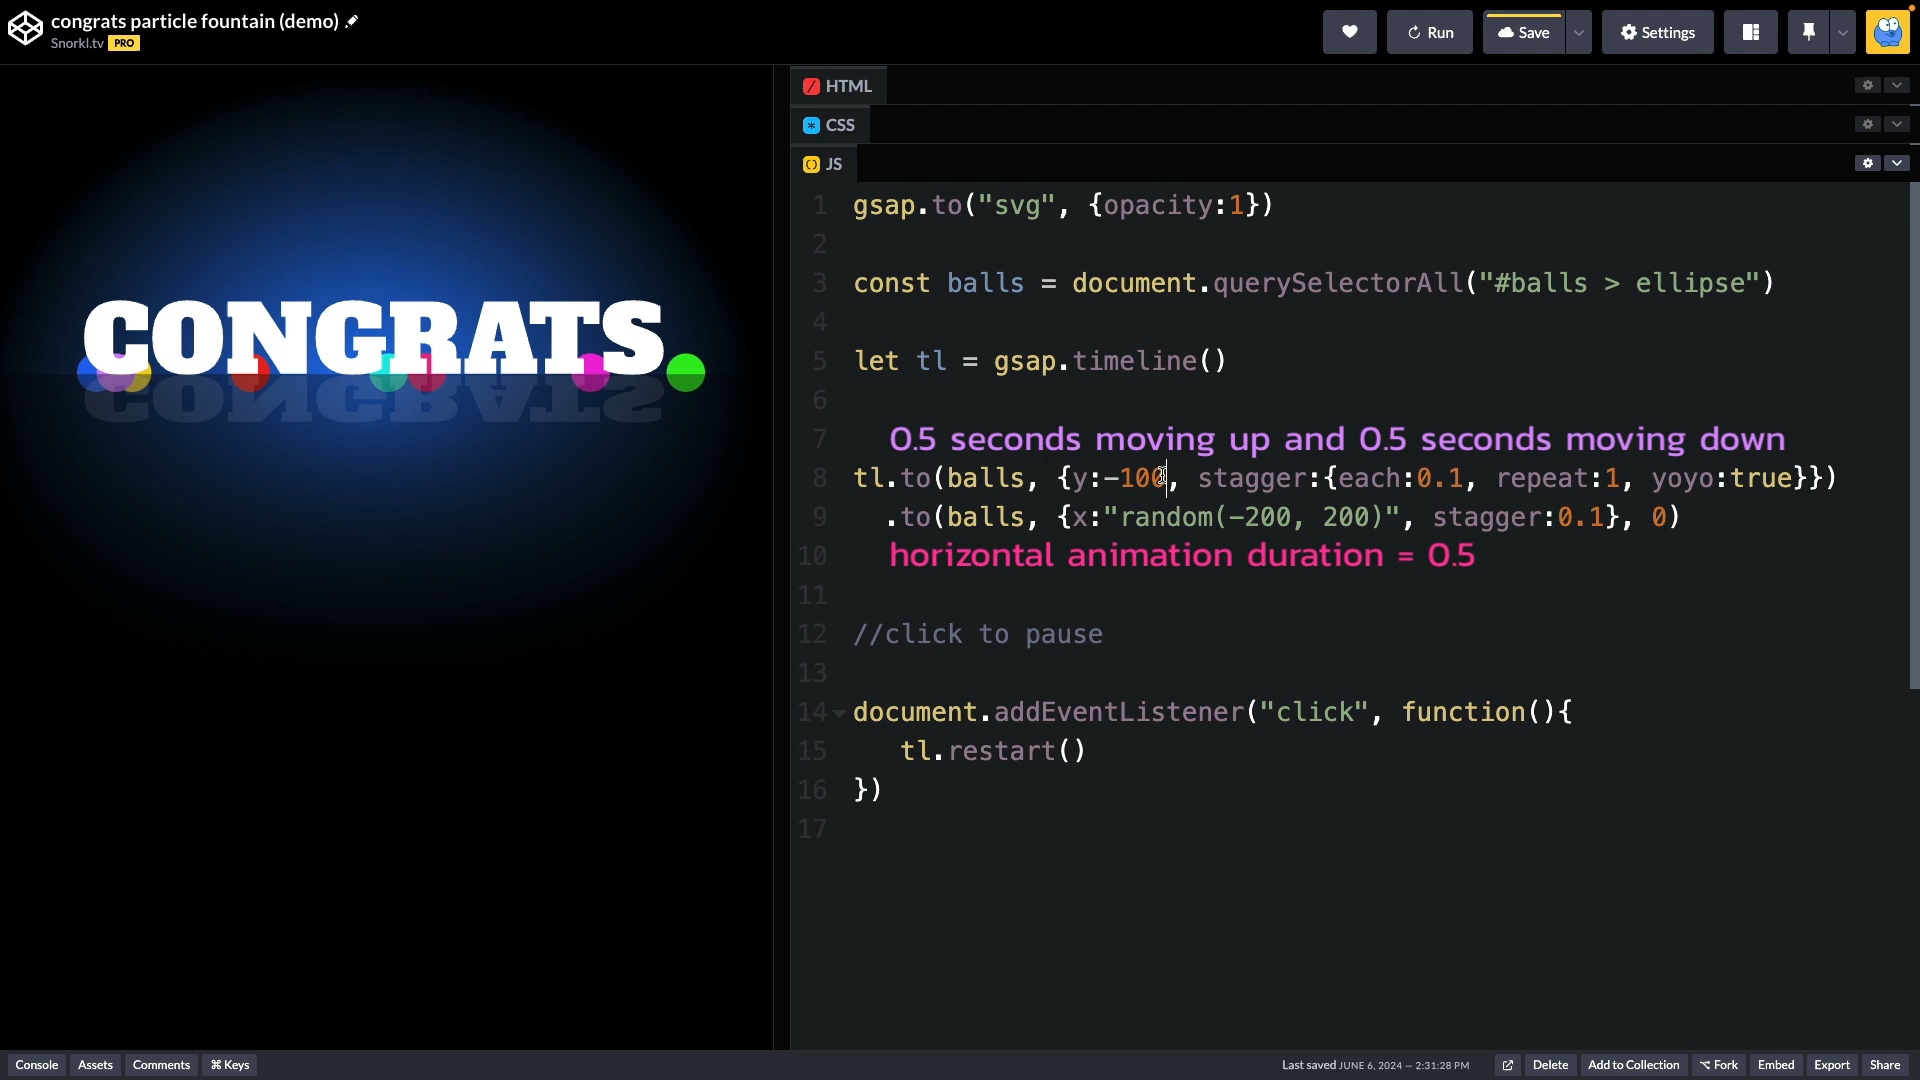 congrats particle fountain (demo)
Snorkl.tv PRO
Run
Save
Settings
HTML
CSS
JS
CONGRATS
CONGRATS
1 gsap.to("svg", {opacity:1})
2
3 const balls = document.querySelectorAll("#balls > ellipse")
4
5 let tl = gsap.timeline()
6
7 0.5 seconds moving up and 0.5 seconds moving down
8 tl.to(balls, {y:-100, stagger:{each:0.1, repeat:1, yoyo:true}})
9 .to(balls, {x:"random(-200, 200)", stagger:0.1}, 0)
10 horizontal animation duration = 0.5
11
12 //click to pause
13
14 document.addEventListener("click", function(){
15 tl.restart()
16 })
17
Console Assets Comments ⌘ Keys Last saved JUNE 6, 2024 — 2:31:28 PM Delete Add to Collection Fork Embed Export Share